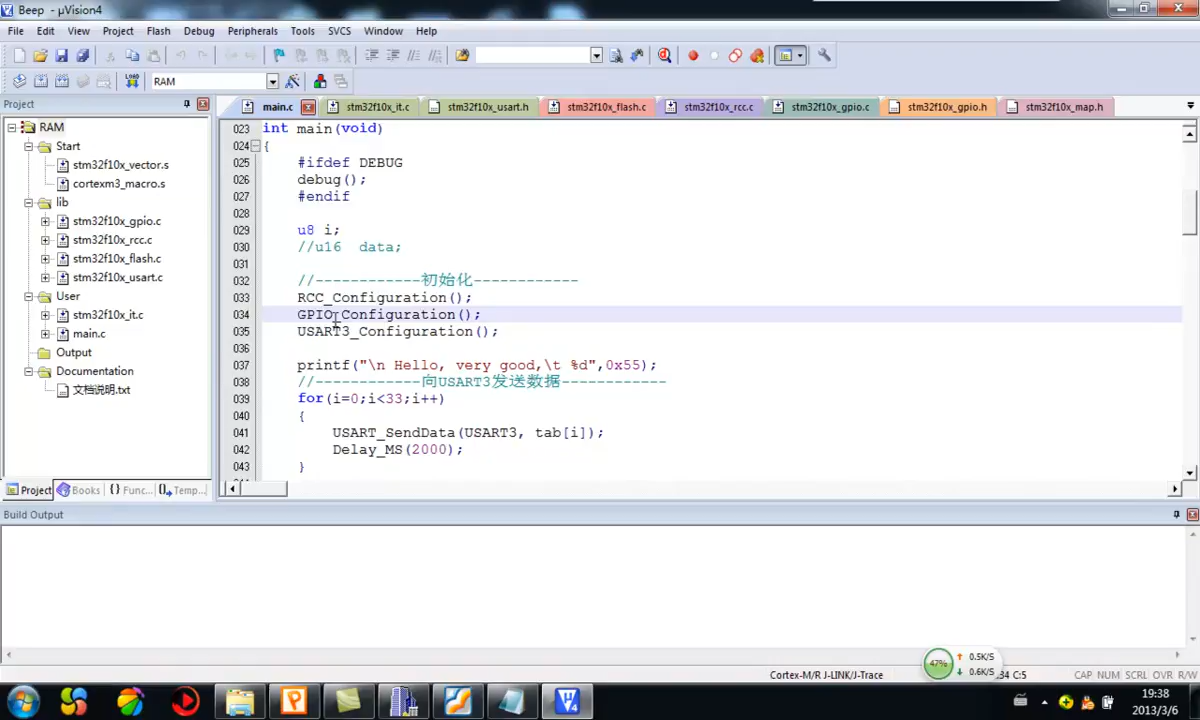 Beep - µVision4
File Edit View Project Flash Debug Peripherals Tools SVCS Window Help
LOAD RAM
Project
main.c stm32f10x_it.c stm32f10x_usart.h stm32f10x_flash.c stm32f10x_rcc.c stm32f10x_gpio.c stm32f10x_gpio.h stm32f10x_map.h
RAM
Start
stm32f10x_vector.s
cortexm3_macro.s
lib
stm32f10x_gpio.c
stm32f10x_rcc.c
stm32f10x_flash.c
stm32f10x_usart.c
User
stm32f10x_it.c
main.c
Output
Documentation
文档说明.txt
Project Books {} Func... Temp...
023 int main(void)
024 {
025 #ifdef DEBUG
026 debug();
027 #endif
028
029 u8 i;
030 //u16 data;
031
032 //------------初始化------------
033 RCC_Configuration();
034 GPIO_Configuration();
035 USART3_Configuration();
036
037 printf("\n Hello, very good,\t %d",0x55);
038 //------------向USART3发送数据------------
039 for(i=0;i<33;i++)
040 {
041 USART_SendData(USART3, tab[i]);
042 Delay_MS(2000);
043 }
Build Output
47% 0.5K/S
0.6K/S
Cortex-M/R J-LINK/J-Trace :34 C:5 CAP NUM SCRL OVR R/W
19:38
2013/3/6